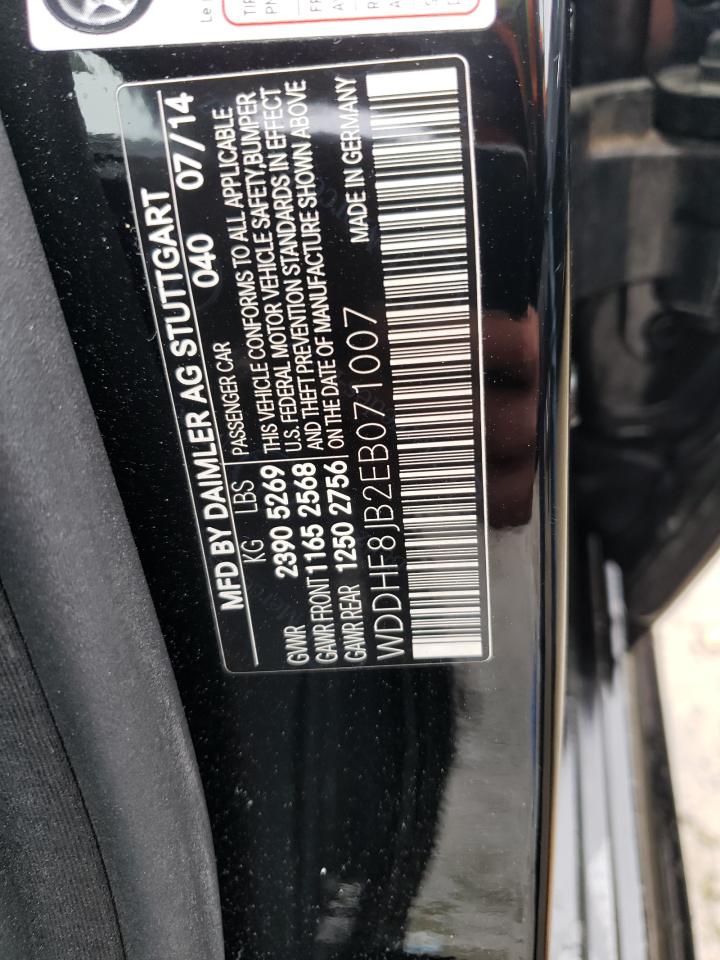 MFD BY DAIMLER AG STUTTGART
040 07/14
KG LBS
GVWR 2390 5269
GAWR FRONT 1165 2568
GAWR REAR 1250 2756
PASSENGER CAR
THIS VEHICLE CONFORMS TO ALL APPLICABLE
U.S. FEDERAL MOTOR VEHICLE SAFETY,BUMPER
AND THEFT PREVENTION STANDARDS IN EFFECT
ON THE DATE OF MANUFACTURE SHOWN ABOVE
WDDHF8JB2EB071007
MADE IN GERMANY